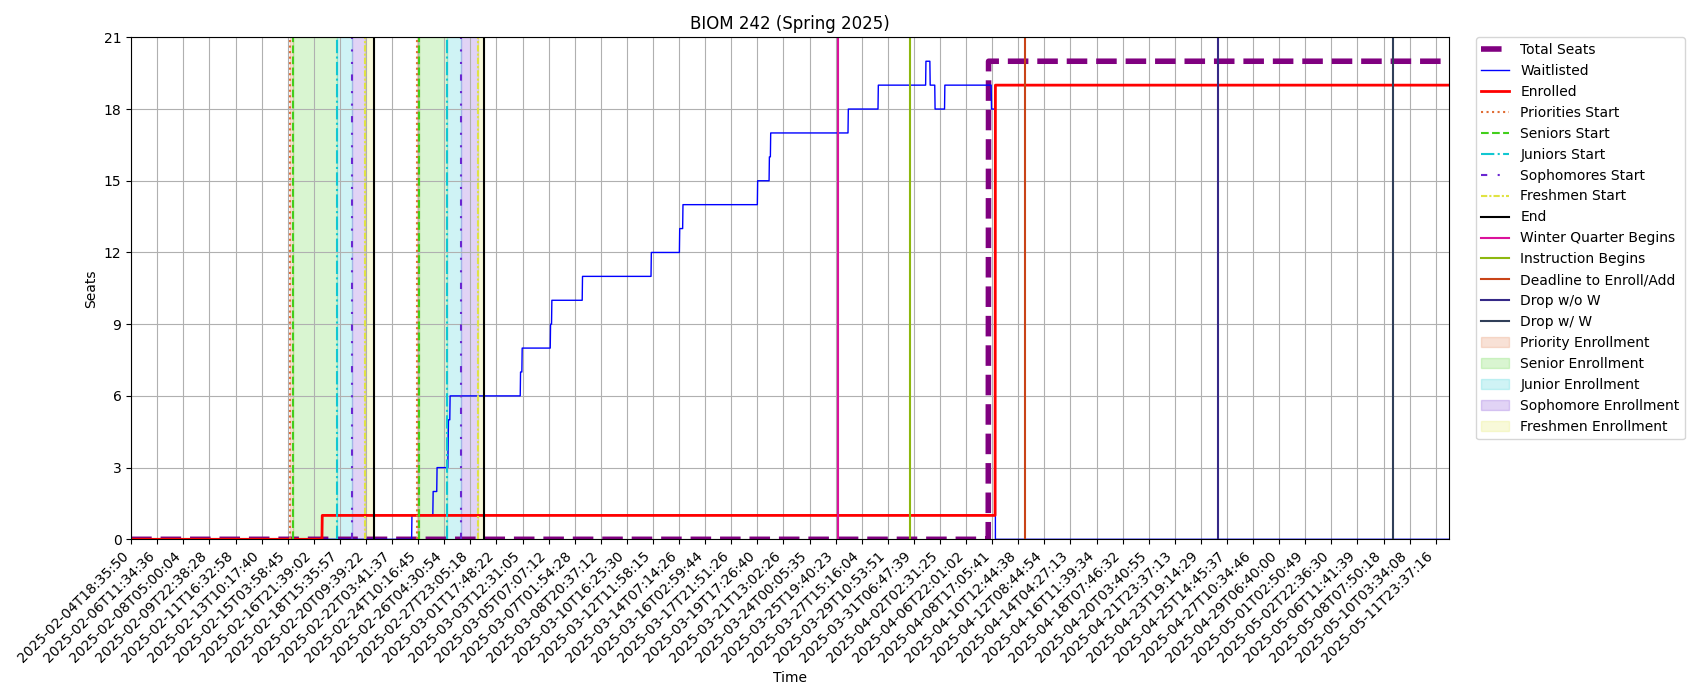 BIOM 242 (Spring 2025)
21
18
15
12
9
6
3
0
Seats
2025-02-04T18:35:50
2025-02-06T11:34:36
2025-02-08T05:00:04
2025-02-09T22:38:28
2025-02-11T16:32:58
2025-02-13T10:17:40
2025-02-15T03:58:45
2025-02-16T21:39:02
2025-02-18T15:35:57
2025-02-20T09:39:22
2025-02-22T03:41:37
2025-02-24T10:16:45
2025-02-26T04:30:54
2025-02-27T23:05:18
2025-03-01T17:48:22
2025-03-03T12:31:05
2025-03-05T07:07:12
2025-03-07T01:54:28
2025-03-08T20:37:12
2025-03-10T16:25:30
2025-03-12T11:58:15
2025-03-14T07:14:26
2025-03-16T02:59:44
2025-03-17T21:51:26
2025-03-19T17:26:40
2025-03-21T13:02:26
2025-03-24T00:05:35
2025-03-25T19:40:23
2025-03-27T15:16:04
2025-03-29T10:53:51
2025-03-31T06:47:39
2025-04-02T02:31:25
2025-04-06T22:01:02
2025-04-08T17:05:41
2025-04-10T12:44:38
2025-04-12T08:44:54
2025-04-14T04:27:13
2025-04-16T11:39:34
2025-04-18T07:46:32
2025-04-20T03:40:55
2025-04-21T23:37:13
2025-04-23T19:14:29
2025-04-25T14:45:37
2025-04-27T10:34:46
2025-04-29T06:40:00
2025-05-01T02:50:49
2025-05-02T22:36:30
2025-05-06T11:41:39
2025-05-08T07:50:18
2025-05-10T03:34:08
2025-05-11T23:37:16
Time
Total Seats
Waitlisted
Enrolled
Priorities Start
Seniors Start
Juniors Start
Sophomores Start
Freshmen Start
End
Winter Quarter Begins
Instruction Begins
Deadline to Enroll/Add
Drop w/o W
Drop w/ W
Priority Enrollment
Senior Enrollment
Junior Enrollment
Sophomore Enrollment
Freshmen Enrollment